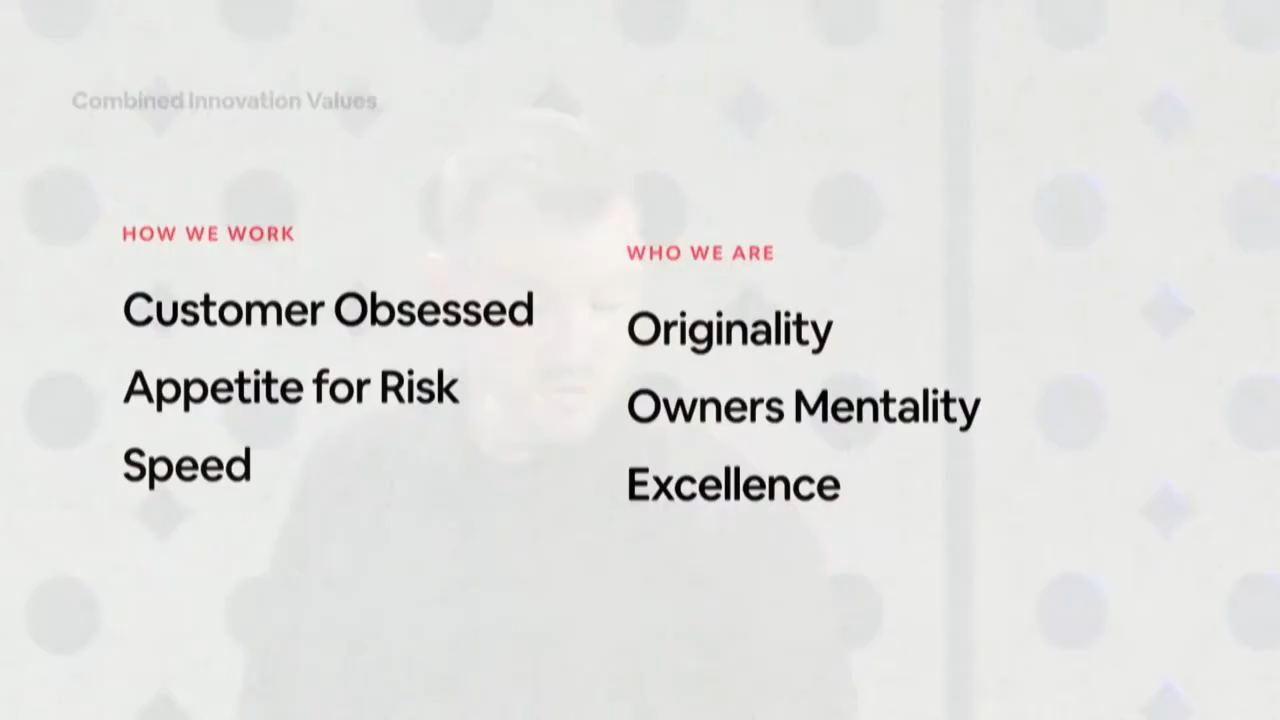 Combined Innovation Values
HOW WE WORK
Customer Obsessed
Appetite for Risk
Speed
WHO WE ARE
Originality
Owners Mentality
Excellence